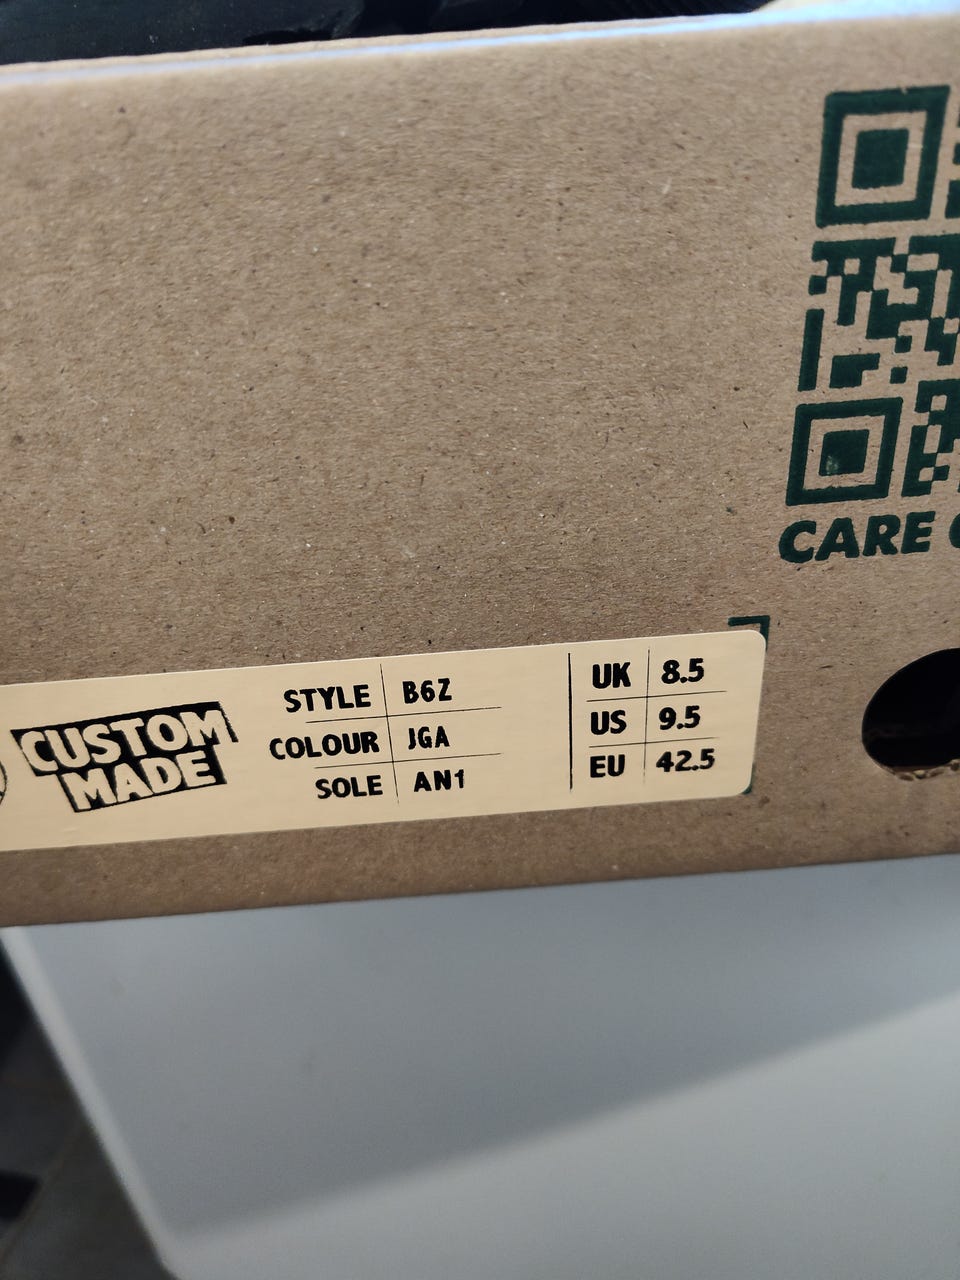 CARE
CUSTOM
MADE
STYLE B6Z
COLOUR JGA
SOLE AN1
UK 8.5
US 9.5
EU 42.5